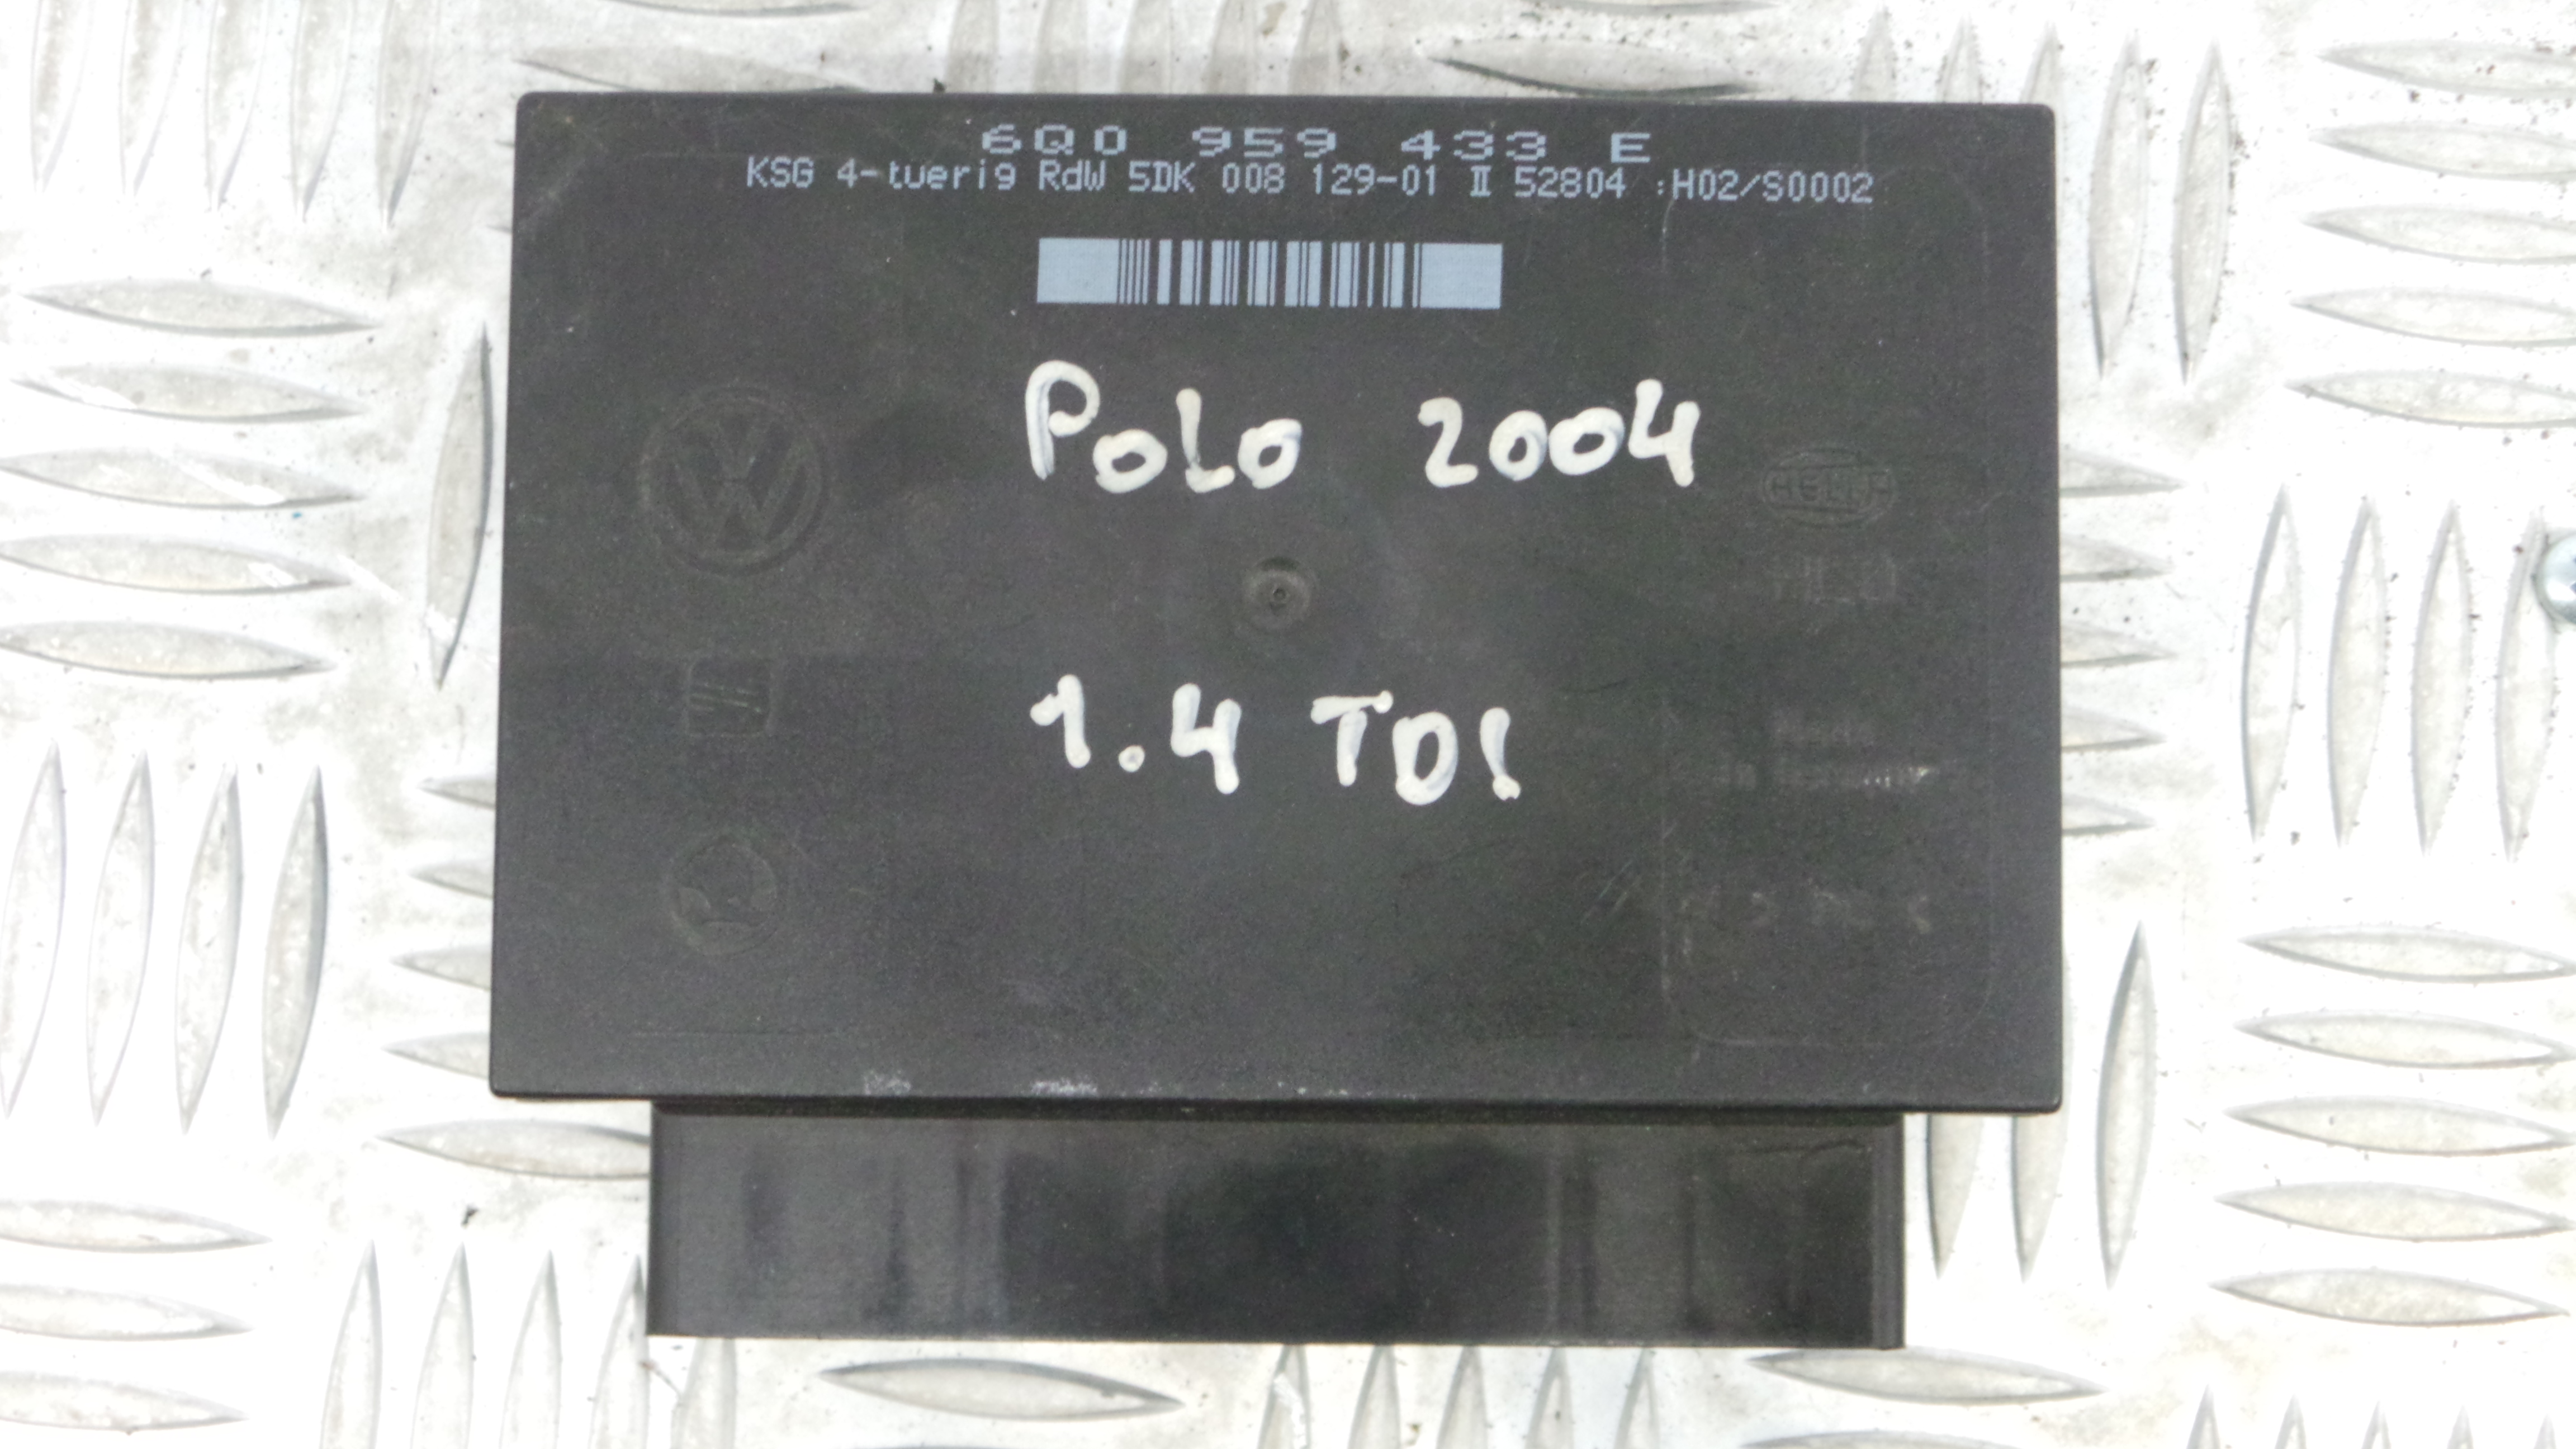 6Q0 959 433 E
KSG 4-tuerig RdW 5DK 008 129-01 II 52804 :H02/S0002
POLO 2004
HELLA
1.4 TDI